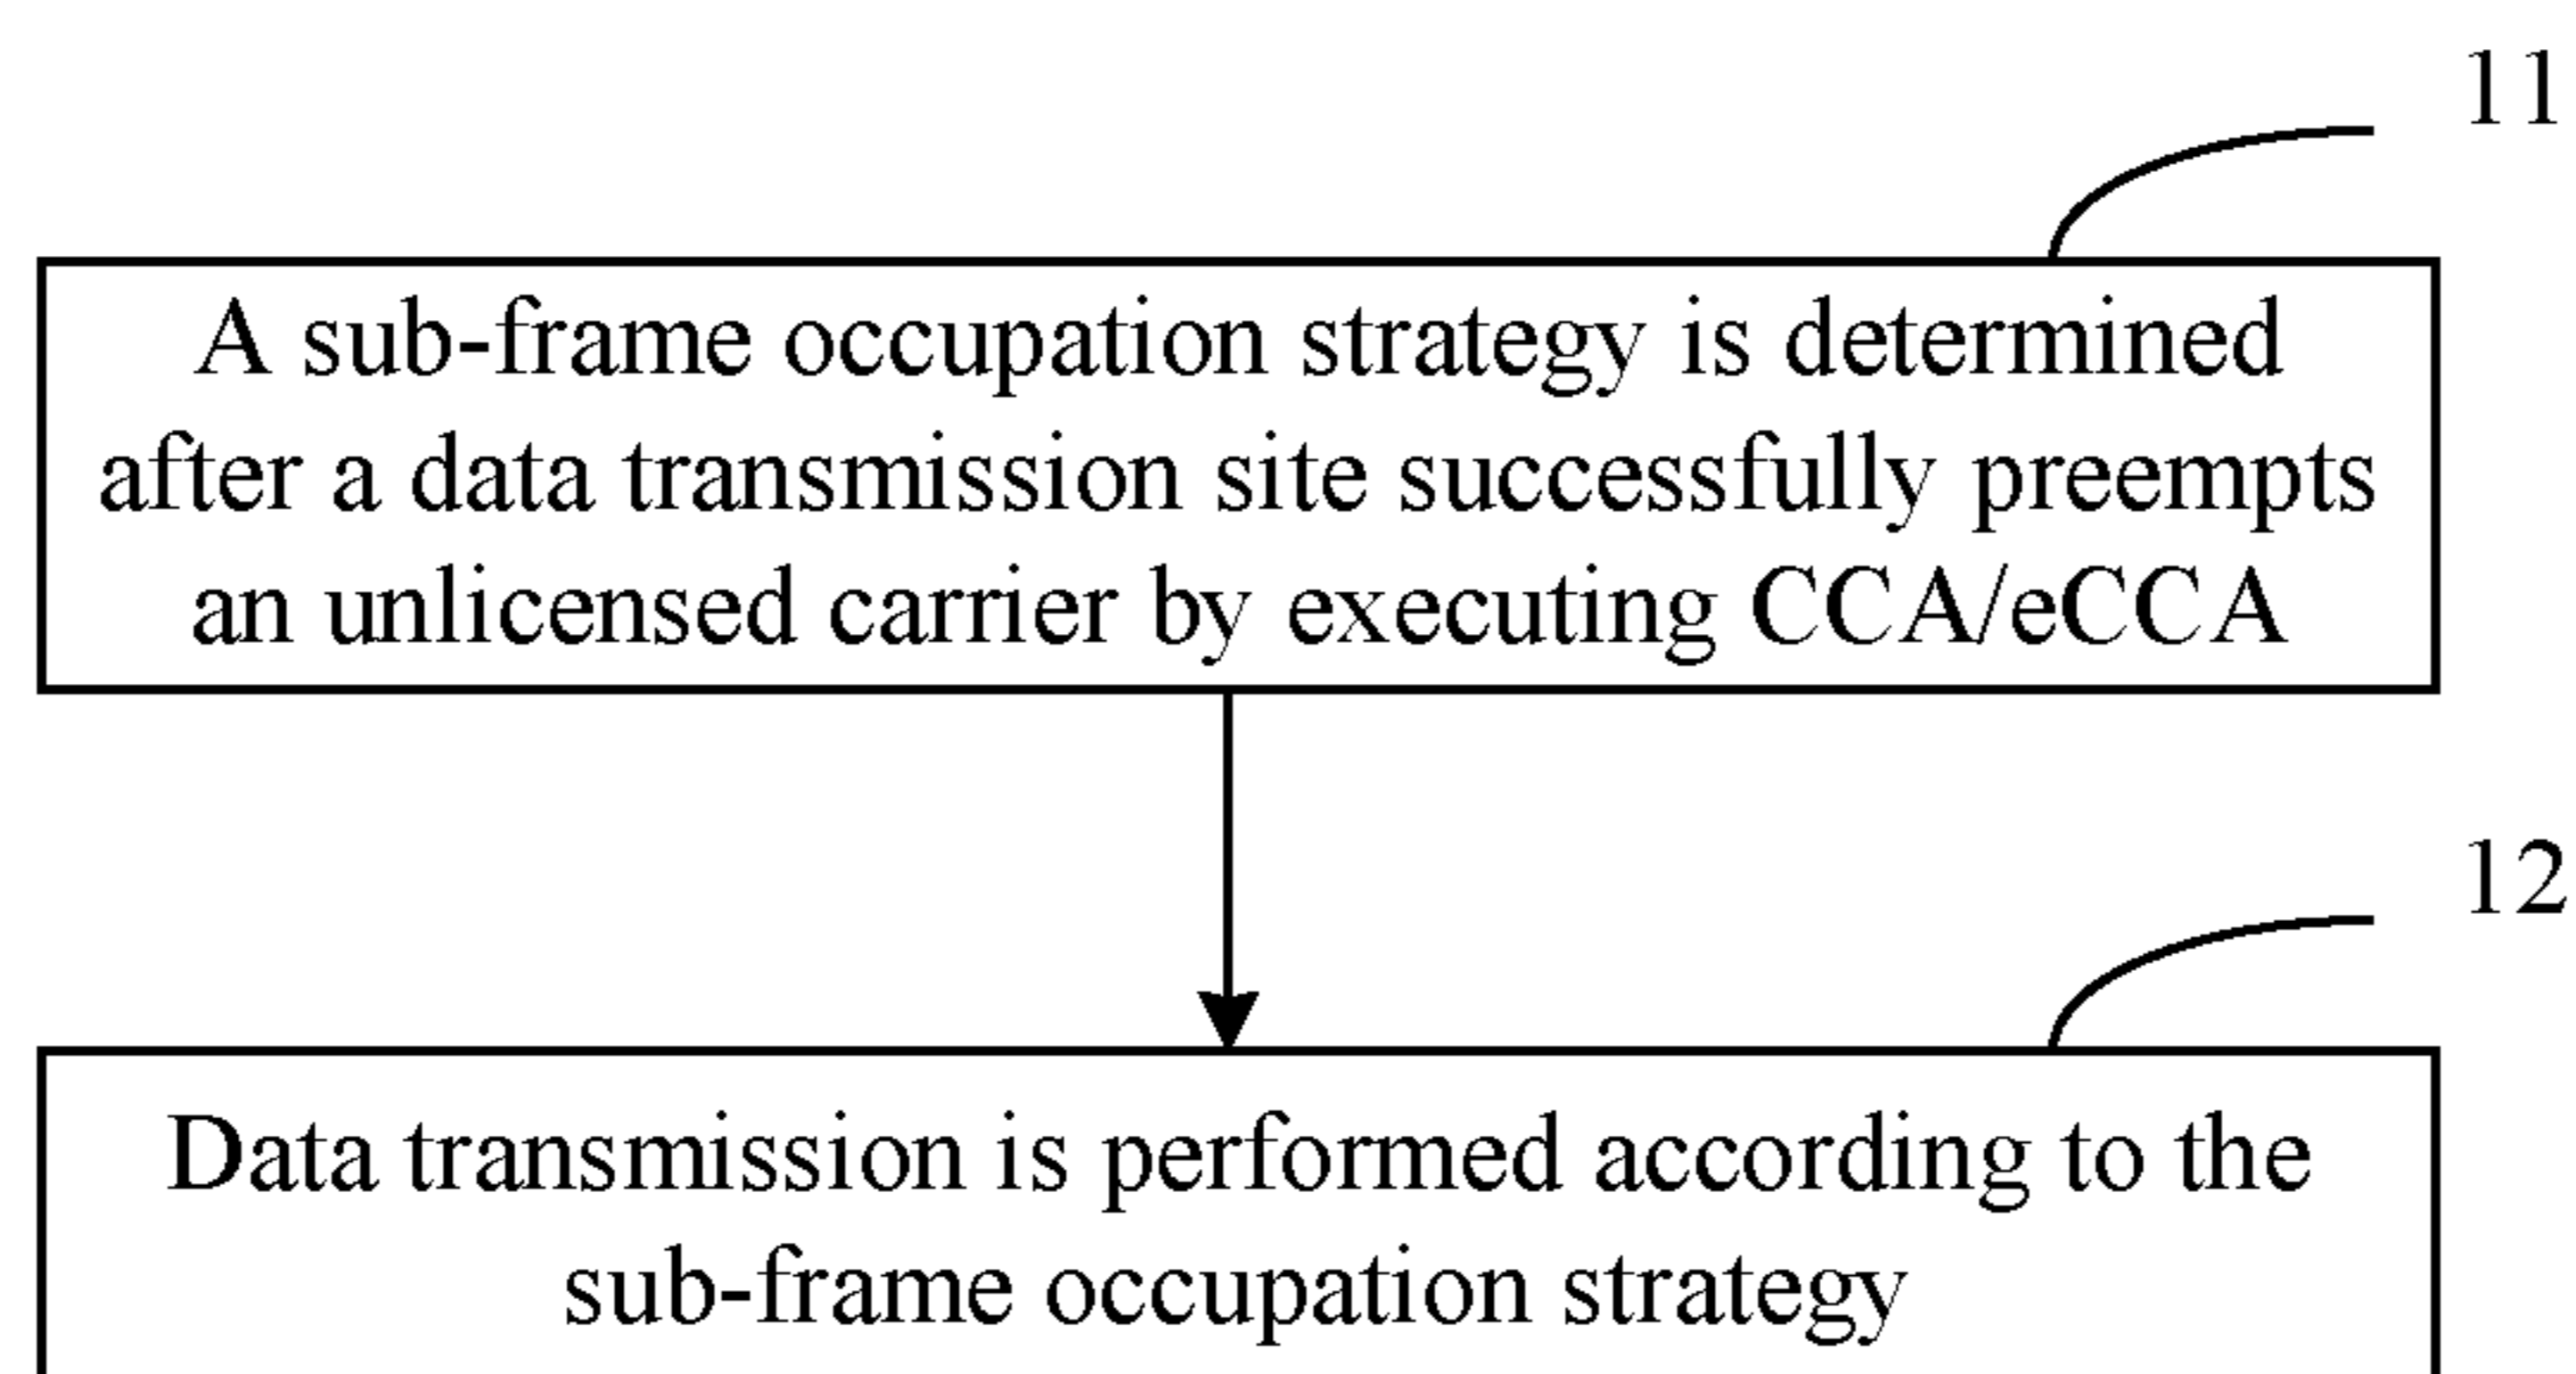 11
A sub-frame occupation strategy is determined
after a data transmission site successfully preempts
an unlicensed carrier by executing CCA/eCCA
12
Data transmission is performed according to the
sub-frame occupation strategy